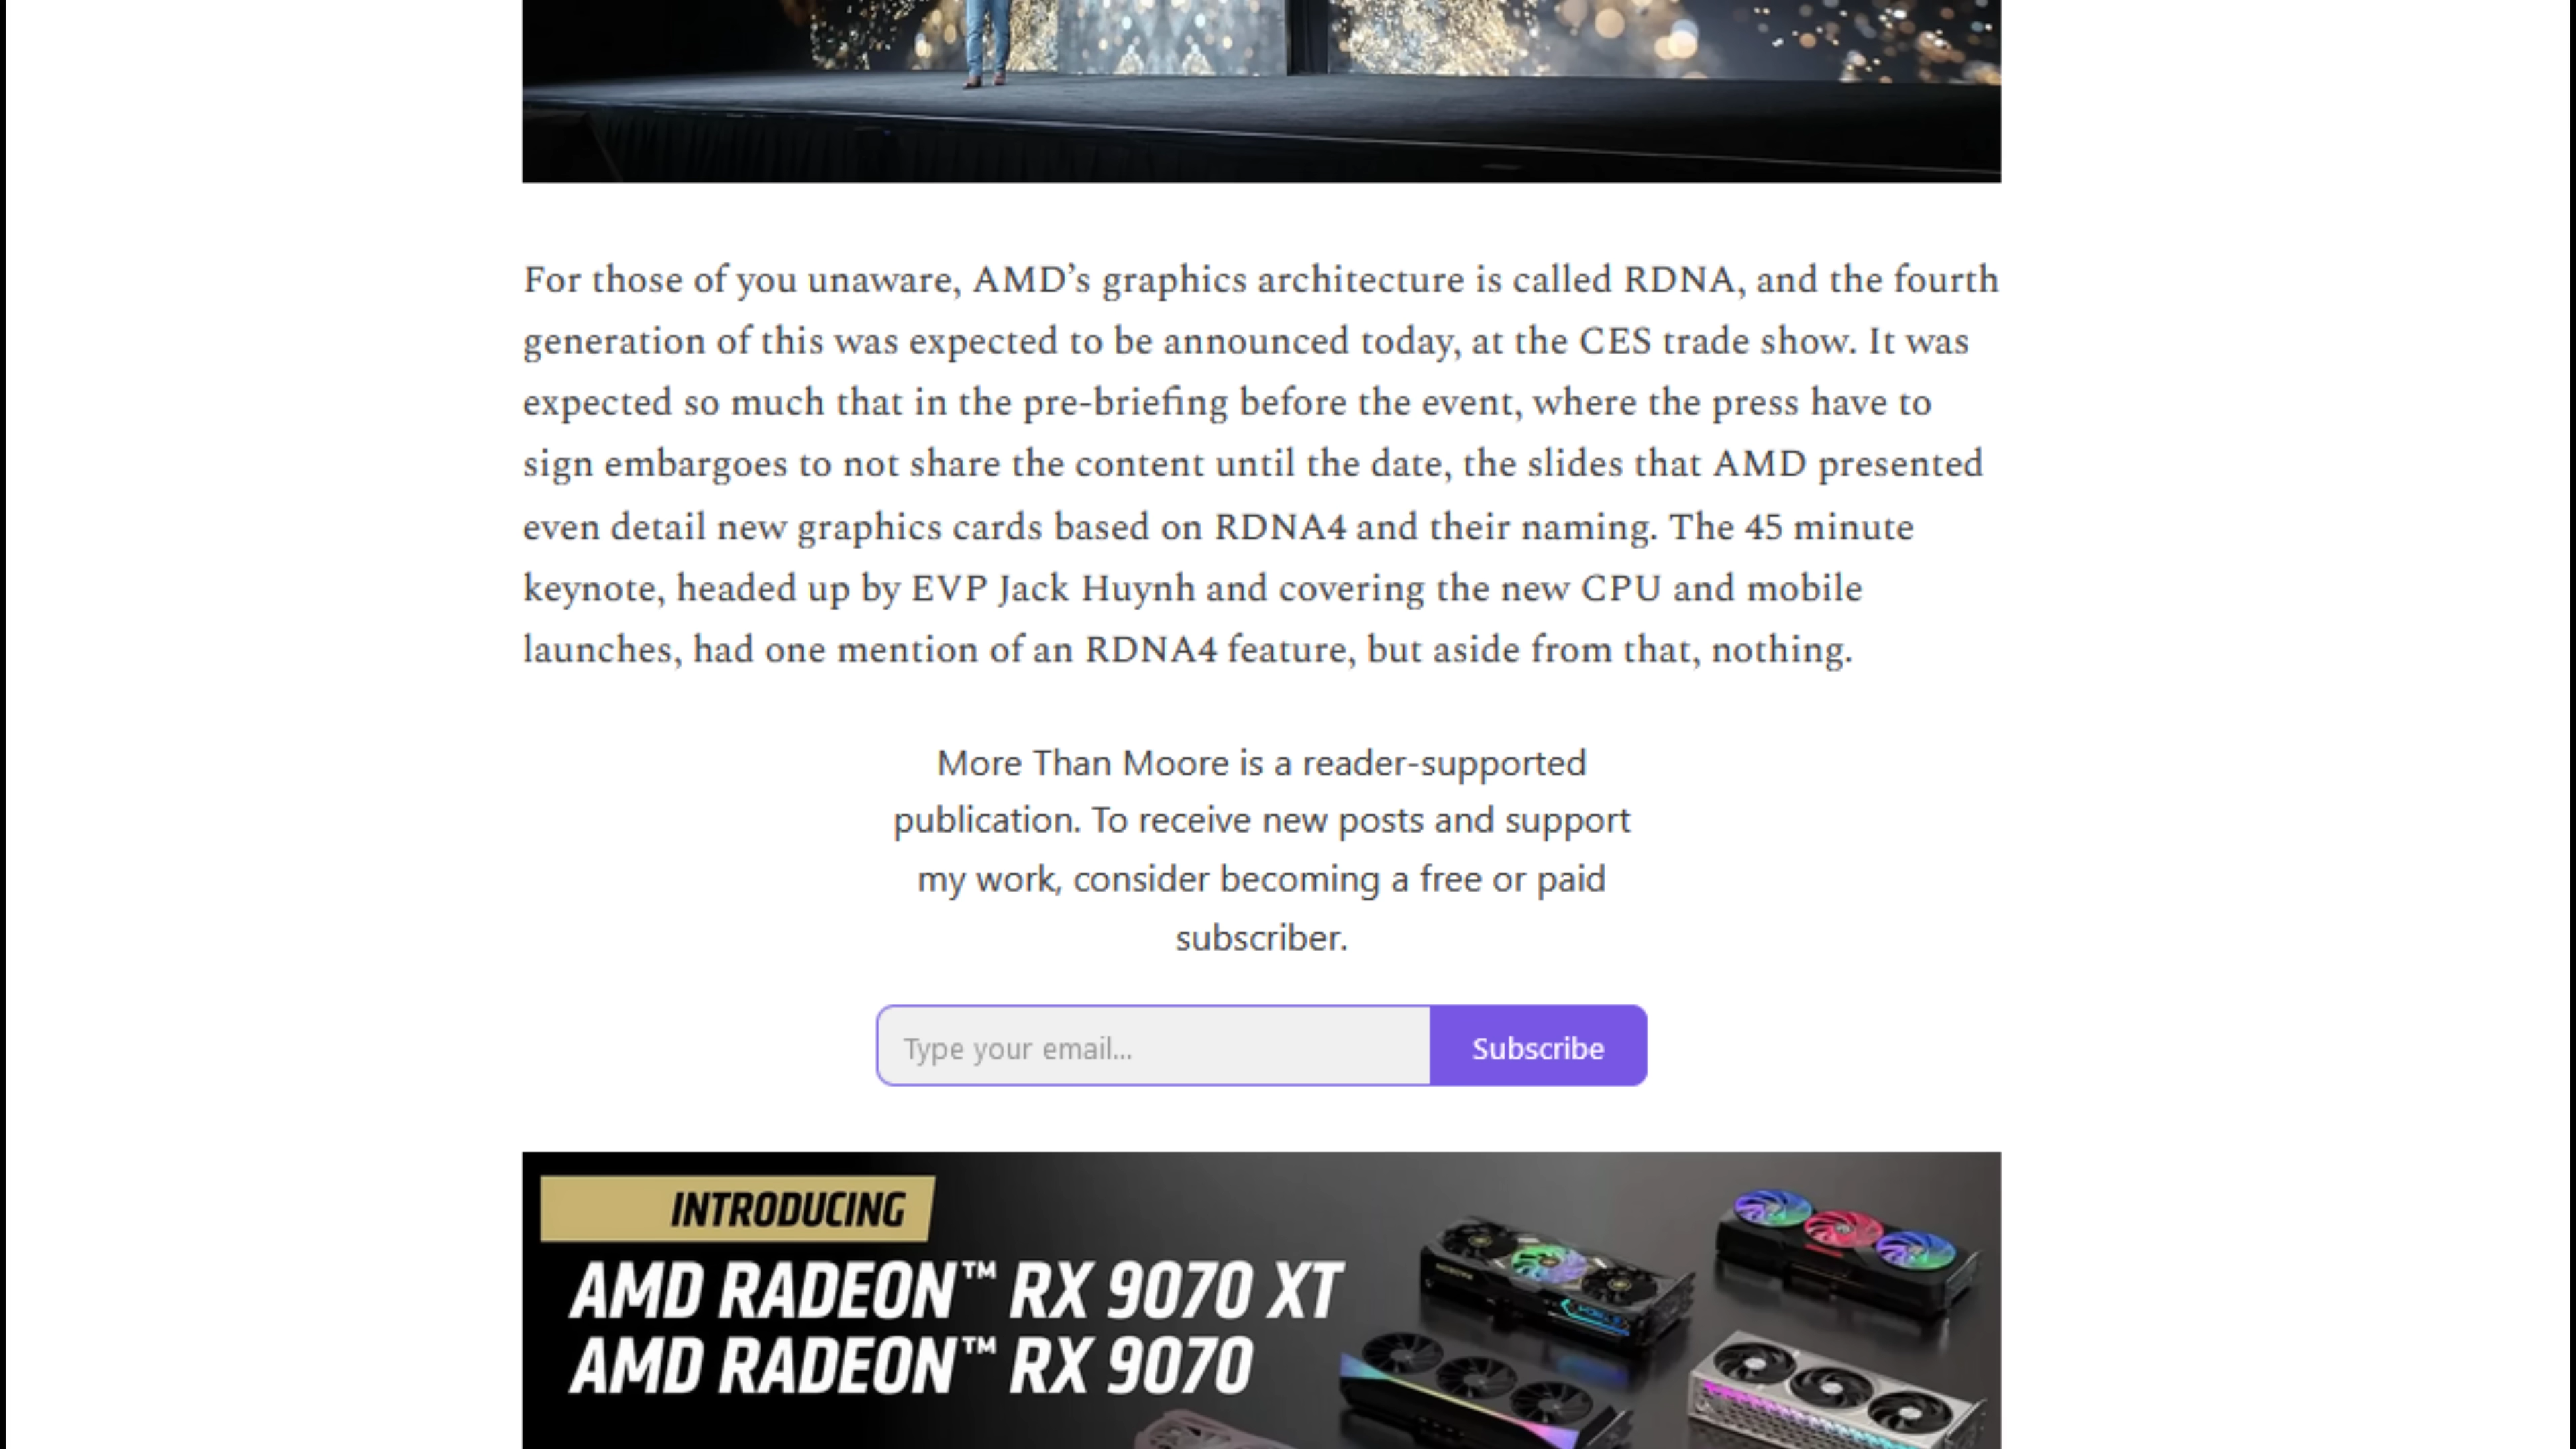 For those of you unaware, AMD’s graphics architecture is called RDNA, and the fourth
generation of this was expected to be announced today, at the CES trade show. It was
expected so much that in the pre-briefing before the event, where the press have to
sign embargoes to not share the content until the date, the slides that AMD presented
even detail new graphics cards based on RDNA4 and their naming. The 45 minute
keynote, headed up by EVP Jack Huynh and covering the new CPU and mobile
launches, had one mention of an RDNA4 feature, but aside from that, nothing.
More Than Moore is a reader-supported
publication. To receive new posts and support
my work, consider becoming a free or paid
subscriber.
Type your email...
Subscribe
INTRODUCING
AMD RADEON™ RX 9070 XT
AMD RADEON™ RX 9070